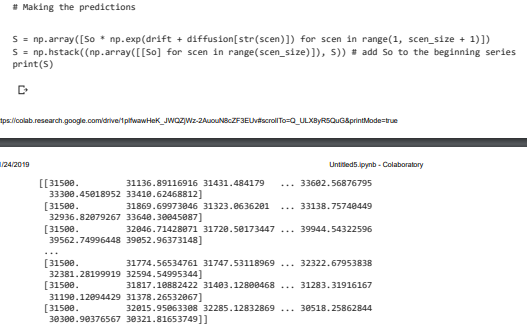 # Making the predictions
S = np.array([So * np.exp(drift + diffusion[str(scen)]) for scen in range(1, scen_size + 1)])
S = np.hstack((np.array([[So] for scen in range(scen_size)]), S)) # add So to the beginning series
print(S)
tps://colab.research.google.com/drive/1plfwawHeK_JWQZjWz-2AuouN8cZF3EUv#scrollTo=Q_ULX8yR5QuG&printMode=true
1/24/2019 Untitled5.ipynb - Colaboratory
[[31500. 31136.89116916 31431.484179 ... 33602.56876795
33300.45018952 33410.62468812]
[31500. 31869.69973046 31323.0636201 ... 33138.75740449
32936.82079267 33640.30045087]
[31500. 32046.71428071 31720.50173447 ... 39944.54322596
39562.74996448 39052.96373148]
...
[31500. 31774.56534761 31747.53118969 ... 32322.67953838
32381.28199919 32594.54995344]
[31500. 31817.10882422 31403.12800468 ... 31283.31916167
31190.12094429 31378.26532067]
[31500. 32015.95063308 32285.12832869 ... 30518.25862844
30300.90376567 30321.81653749]]